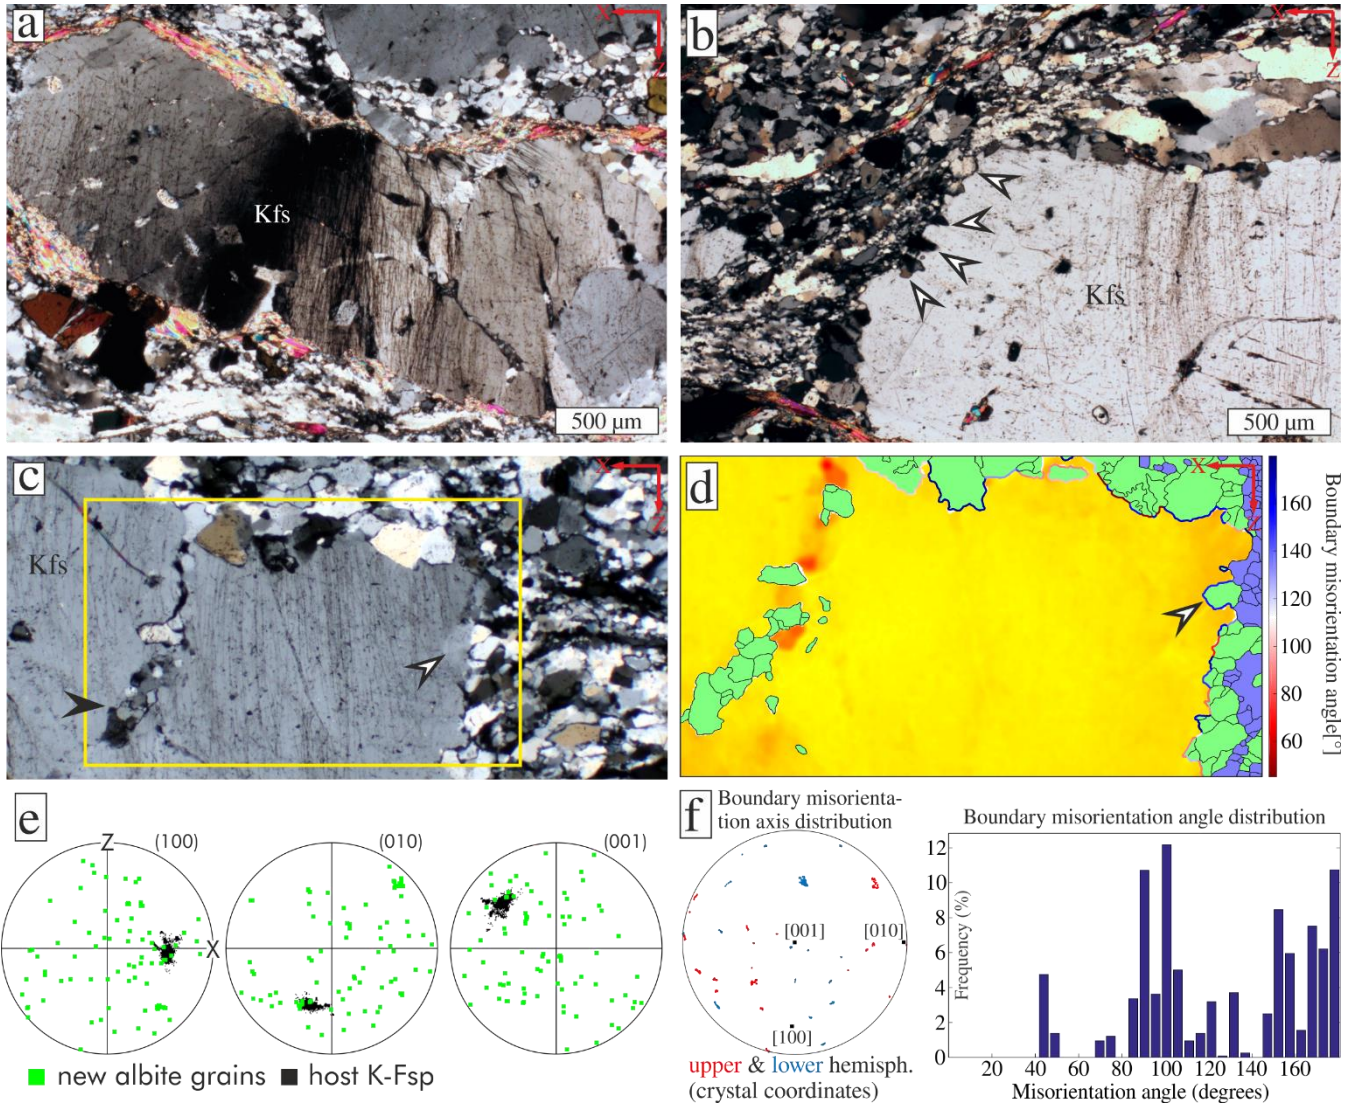 a
X
Z
Kfs
500 µm
b
X
Z
Kfs
500 µm
c
X
Z
Kfs
d
X
160
140
120
100
80
60
Boundary misorientation angle[°]
e
Z
X
(100)
(010)
(001)
new albite grains
host K-Fsp
f
Boundary misorienta-
tion axis distribution
[001]
[010]
[100]
upper & lower hemisph.
(crystal coordinates)
Boundary misorientation angle distribution
Frequency (%)
12
10
8
6
4
2
0
20 40 60 80 100 120 140 160
Misorientation angle (degrees)